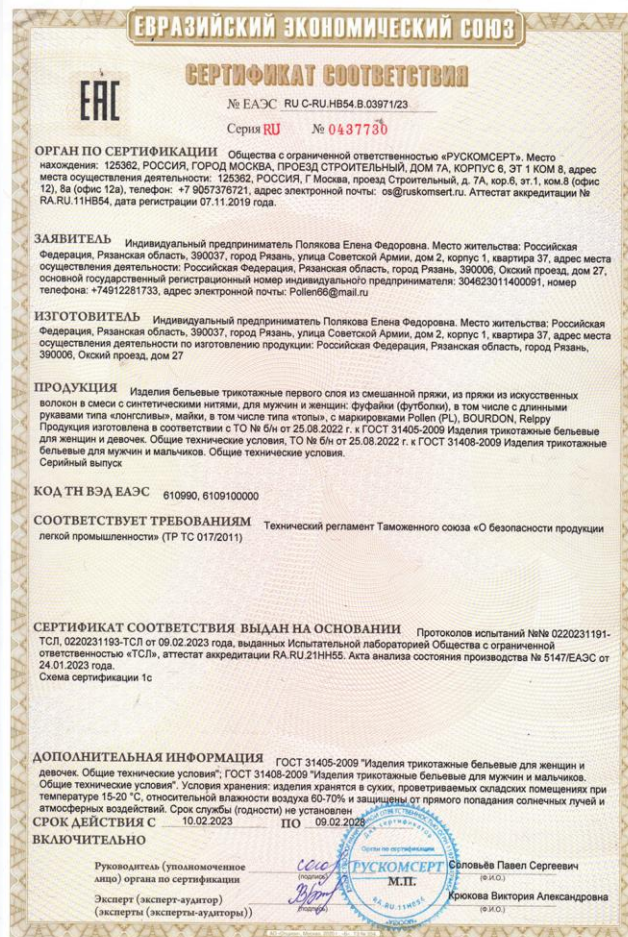 ЕВРАЗИЙСКИЙ ЭКОНОМИЧЕСКИЙ СОЮЗ
СЕРТИФИКАТ СООТВЕТСТВИЯ
ЕАС
№ ЕАЭС RU С-RU.НВ54.В.03971/23
Серия RU № 0437730
ОРГАН ПО СЕРТИФИКАЦИИ Общества с ограниченной ответственностью «РУСКОМСЕРТ». Место
нахождения: 125362, РОССИЯ, ГОРОД МОСКВА, ПРОЕЗД СТРОИТЕЛЬНЫЙ, ДОМ 7А, КОРПУС 6, ЭТ 1 КОМ 8, адрес
места осуществления деятельности: 125362, РОССИЯ, Г Москва, проезд Строительный, д. 7А, кор.6, эт.1, ком.8 (офис
12), 8а (офис 12а), телефон: +7 9057376721, адрес электронной почты: os@ruskomsert.ru. Аттестат аккредитации №
RA.RU.11НВ54, дата регистрации 07.11.2019 года.
ЗАЯВИТЕЛЬ Индивидуальный предприниматель Полякова Елена Федоровна. Место жительства: Российская
Федерация, Рязанская область, 390037, город Рязань, улица Советской Армии, дом 2, корпус 1, квартира 37, адрес места
осуществления деятельности: Российская Федерация, Рязанская область, город Рязань, 390006, Окский проезд, дом 27,
основной государственный регистрационный номер индивидуального предпринимателя: 304623011400091, номер
телефона: +74912281733, адрес электронной почты: Pollen66@mail.ru
ИЗГОТОВИТЕЛЬ Индивидуальный предприниматель Полякова Елена Федоровна. Место жительства: Российская
Федерация, Рязанская область, 390037, город Рязань, улица Советской Армии, дом 2, корпус 1, квартира 37, адрес места
осуществления деятельности по изготовлению продукции: Российская Федерация, Рязанская область, город Рязань,
390006, Окский проезд, дом 27
ПРОДУКЦИЯ Изделия бельевые трикотажные первого слоя из смешанной пряжи, из пряжи из искусственных
волокон в смеси с синтетическими нитями, для мужчин и женщин: фуфайки (футболки), в том числе с длинными
рукавами типа «лонгсливы», майки, в том числе типа «топы», с маркировками Pollen (PL), BOURDON, Relppy
Продукция изготовлена в соответствии с ТО № б/н от 25.08.2022 г. к ГОСТ 31405-2009 Изделия трикотажные бельевые
для женщин и девочек. Общие технические условия, ТО № б/н от 25.08.2022 г. к ГОСТ 31408-2009 Изделия трикотажные
бельевые для мужчин и мальчиков. Общие технические условия.
Серийный выпуск
КОД ТН ВЭД ЕАЭС 610990, 6109100000
СООТВЕТСТВУЕТ ТРЕБОВАНИЯМ Технический регламент Таможенного союза «О безопасности продукции
легкой промышленности» (ТР ТС 017/2011)
СЕРТИФИКАТ СООТВЕТСТВИЯ ВЫДАН НА ОСНОВАНИИ Протоколов испытаний №№ 0220231191-
ТСЛ, 0220231193-ТСЛ от 09.02.2023 года, выданных Испытательной лабораторией Общества с ограниченной
ответственностью «ТСЛ», аттестат аккредитации RA.RU.21НН55. Акта анализа состояния производства № 5147/ЕАЭС от
24.01.2023 года.
Схема сертификации 1с
ДОПОЛНИТЕЛЬНАЯ ИНФОРМАЦИЯ ГОСТ 31405-2009 "Изделия трикотажные бельевые для женщин и
девочек. Общие технические условия"; ГОСТ 31408-2009 "Изделия трикотажные бельевые для мужчин и мальчиков.
Общие технические условия". Условия хранения: изделия хранятся в сухих, проветриваемых складских помещениях при
температуре 15-20 °С, относительной влажности воздуха 60-70% и защищены от прямого попадания солнечных лучей и
атмосферных воздействий. Срок службы (годности) не установлен
СРОК ДЕЙСТВИЯ С 10.02.2023 ПО 09.02.2028
ВКЛЮЧИТЕЛЬНО
Руководитель (уполномоченное
лицо) органа по сертификации
(подпись)
Соловьёв Павел Сергеевич
(Ф.И.О.)
Орган по сертификации
РУСКОМСЕРТ
М.П.
RA.RU.11НВ54
Эксперт (эксперт-аудитор)
(эксперты (эксперты-аудиторы))
(подпись)
Крюкова Виктория Александровна
(Ф.И.О.)